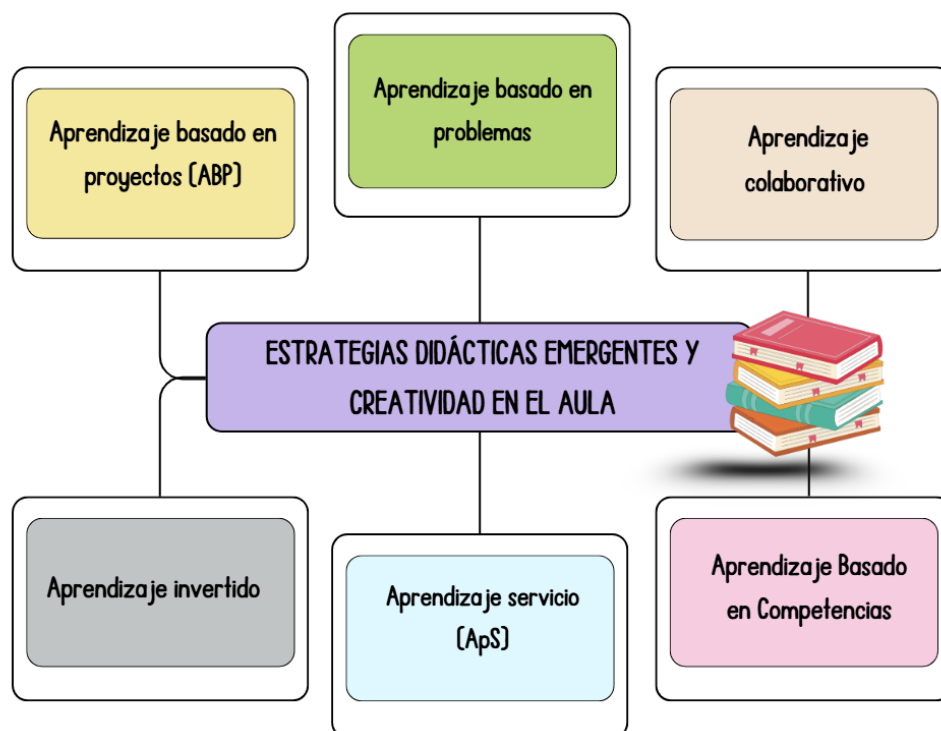 Aprendizaje basado en
proyectos (ABP)
Aprendizaje basado en
problemas
Aprendizaje
colaborativo
ESTRATEGIAS DIDÁCTICAS EMERGENTES Y
CREATIVIDAD EN EL AULA
Aprendizaje invertido
Aprendizaje servicio
(ApS)
Aprendizaje Basado
en Competencias